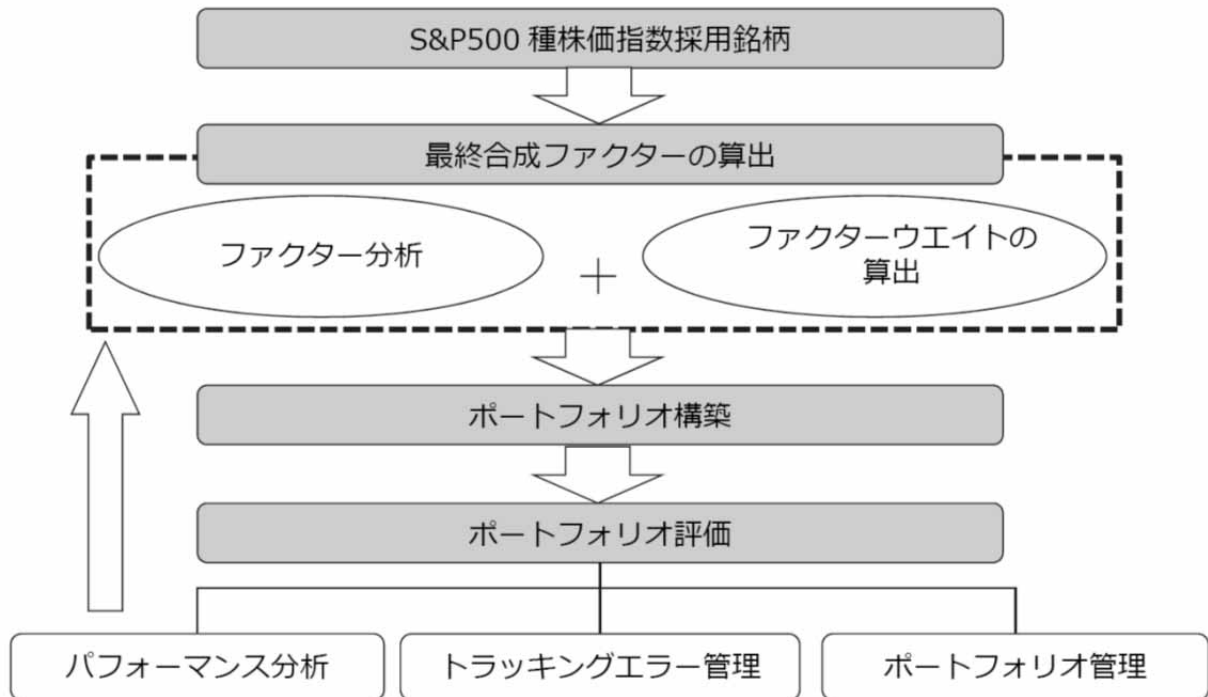 S&P500 種株価指数採用銘柄
最終合成ファクターの算出
ファクター分析
＋
ファクターウエイトの
算出
ポートフォリオ構築
ポートフォリオ評価
パフォーマンス分析
トラッキングエラー管理
ポートフォリオ管理